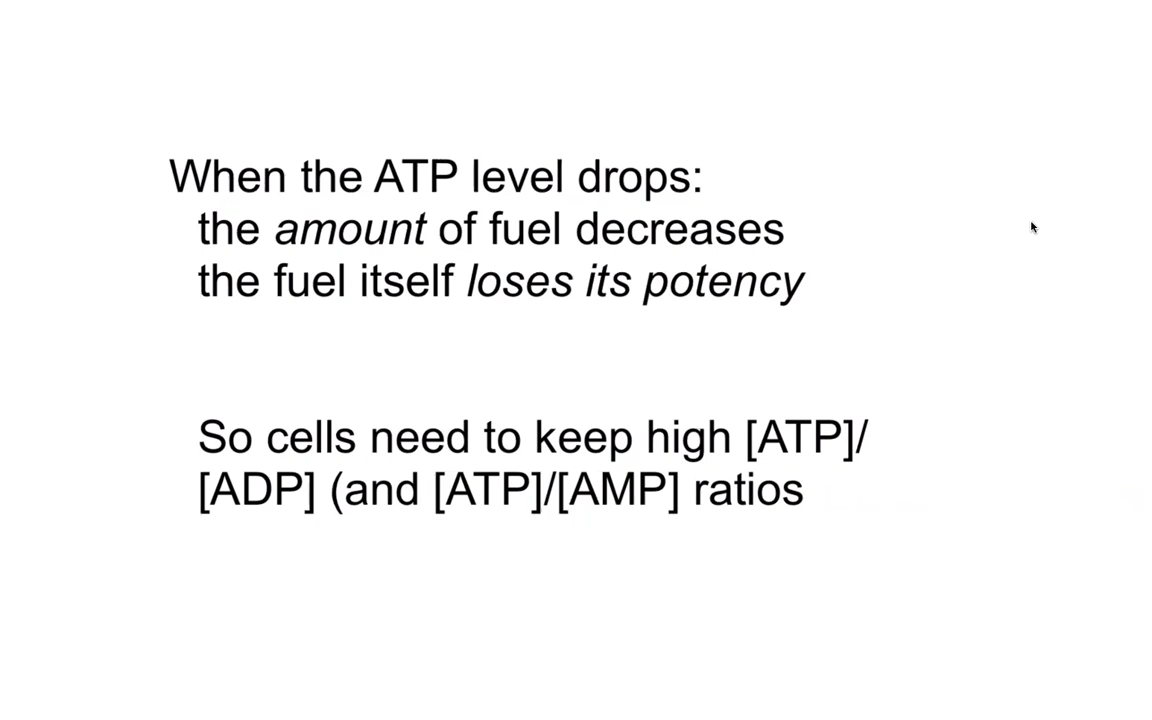 When the ATP level drops:
the amount of fuel decreases
the fuel itself loses its potency
So cells need to keep high [ATP]/
[ADP] (and [ATP]/[AMP] ratios